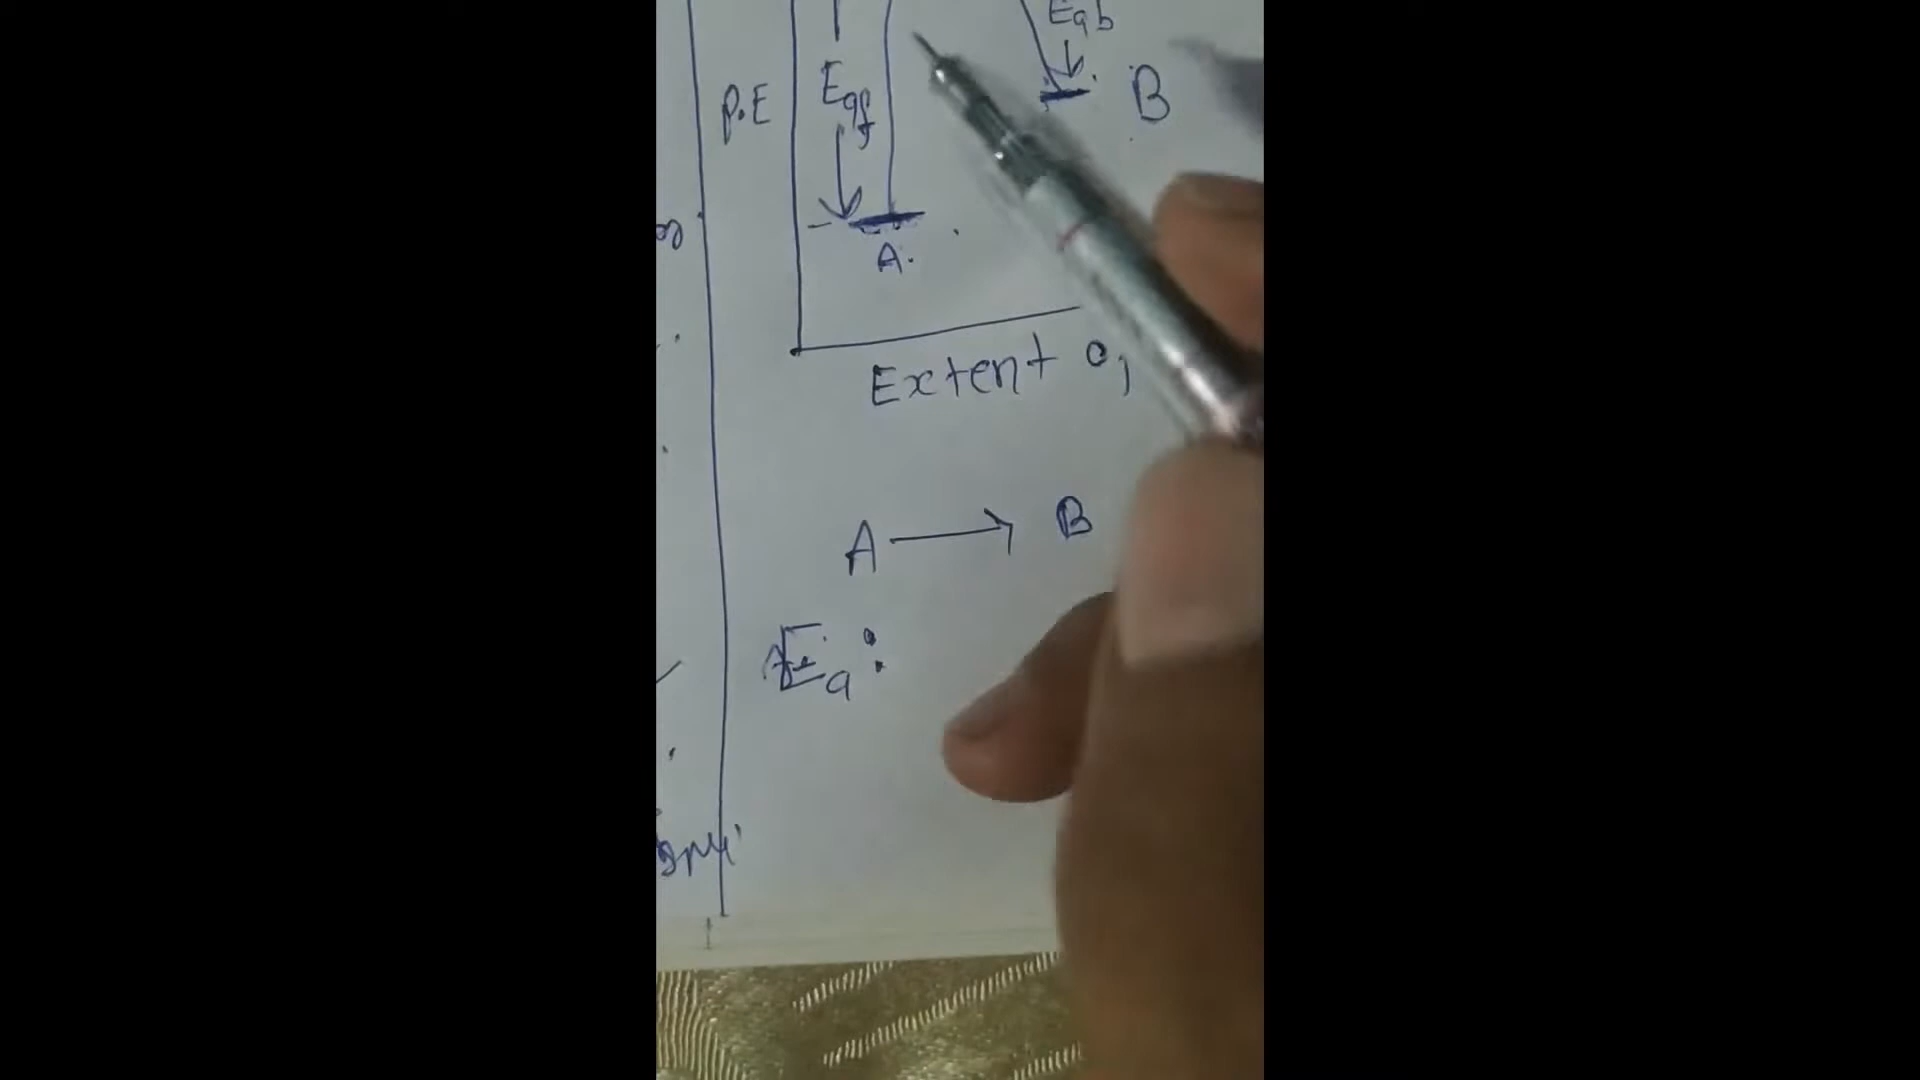 Eab
P.E
Eaf
B
A.
Extent o
A → B
Ea :